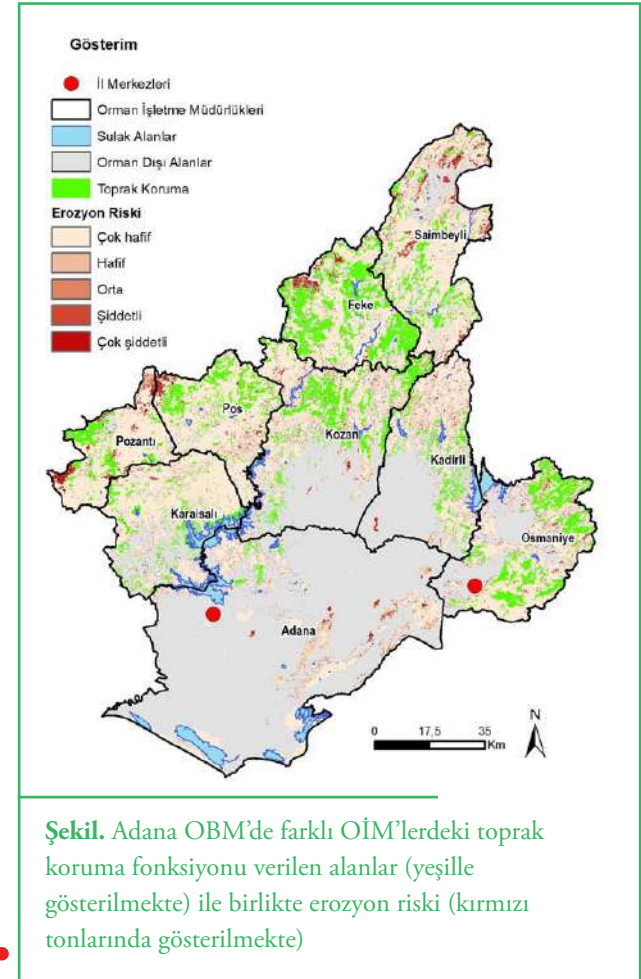 Gösterim
İl Merkezleri
Orman İşletme Müdürlükleri
Sulak Alanlar
Orman Dışı Alanlar
Toprak Koruma
Erozyon Riski
Çok hafif
Hafif
Orta
Şiddetli
Çok şiddetli
Saimbeyli
Feke
Pos
Pozantı
Kozan
Kadirli
Karaisalı
Osmaniye
Adana
N
0 17,5 35
Km
Şekil. Adana OBM’de farklı OİM’lerdeki toprak
koruma fonksiyonu verilen alanlar (yeşille
gösterilmekte) ile birlikte erozyon riski (kırmızı
tonlarında gösterilmekte)